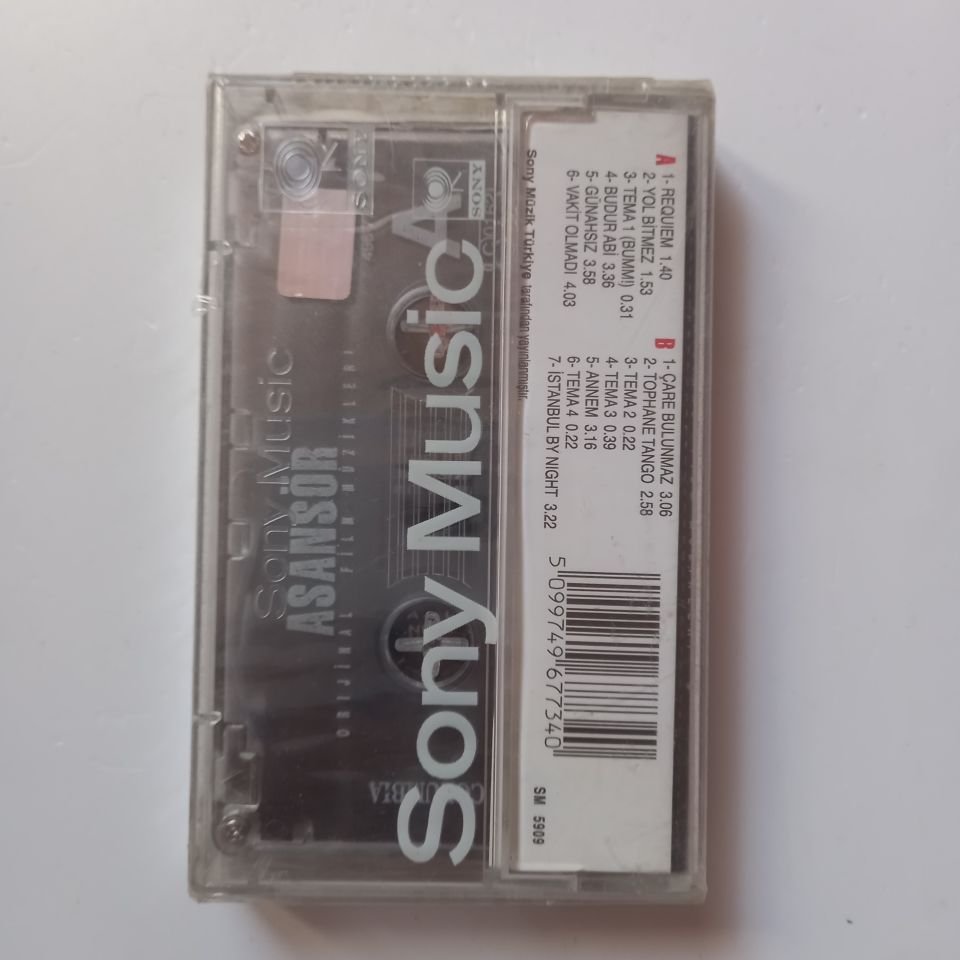 A 1- REQUIEM 1.40
2- YOL BİTMEZ 1.53
3- TEMA 1 (BUMM!) 0.31
4- BUDUR ABİ 3.36
5- GÜNAHSIZ 3.58
6- VAKİT OLMADI 4.03
B 1- ÇARE BULUNMAZ 3.06
2- TOPHANE TANGO 2.58
3- TEMA 2 0.22
4- TEMA 3 0.39
5- ANNEM 3.16
6- TEMA 4 0.22
7- İSTANBUL BY NIGHT 3.22
Sony Müzik Türkiye tarafından yayınlanmıştır.
5 099749 677340
SM 5909
SONY
Sony Music
SONY
Sony Music
ASANSÖR
ORİJİNAL FİLM MÜZİKLERİ
COLUMBIA